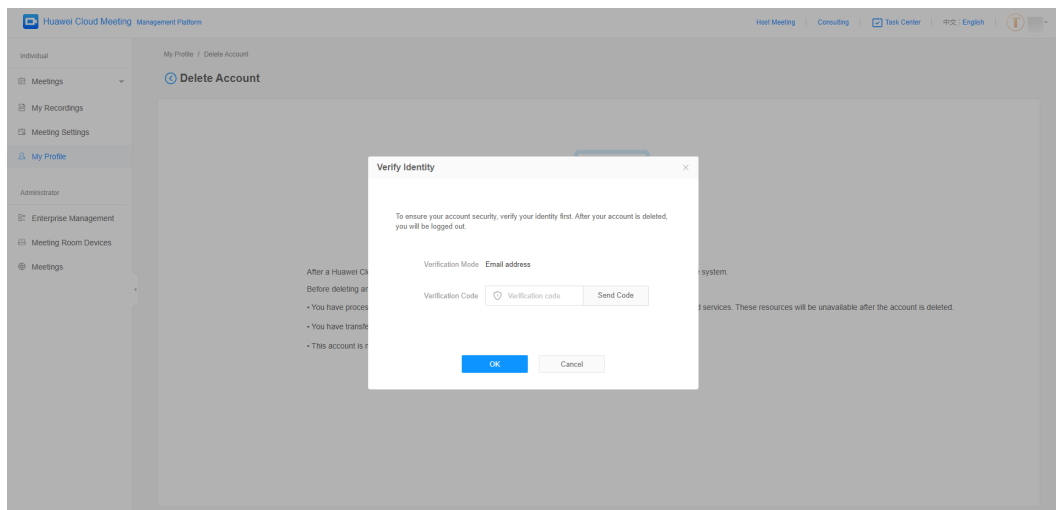 Huawei Cloud Meeting Management Platform
Host Meeting
Consulting
Task Center
中文 | English
Individual
Meetings
My Recordings
Meeting Settings
My Profile
Administrator
Enterprise Management
Meeting Room Devices
Meetings
My Profile / Delete Account
Delete Account
After a Huawei Cl
system.
Before deleting an
• You have proces
d services. These resources will be unavailable after the account is deleted.
• You have transfe
• This account is
Verify Identity
To ensure your account security, verify your identity first. After your account is deleted,
you will be logged out.
Verification Mode Email address
Verification Code Verification code Send Code
OK Cancel